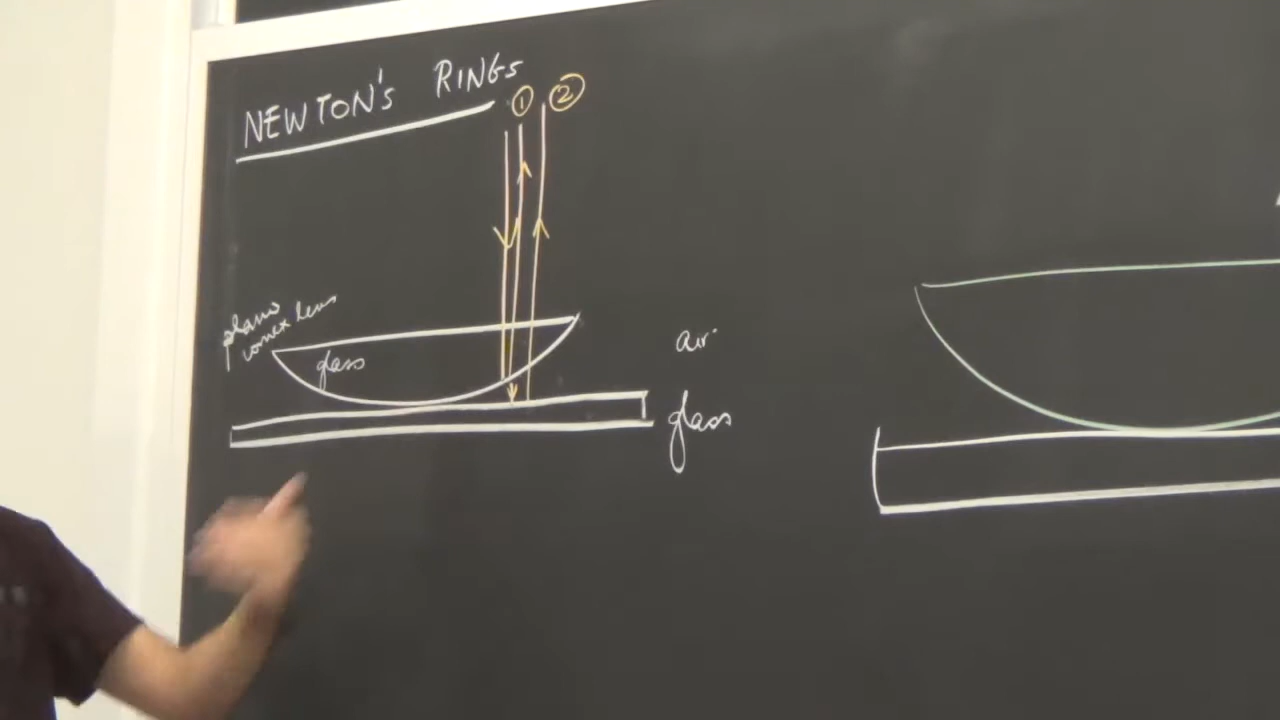 NEWTON'S RINGS
① ②
plano
convex lens
glass
air
glass